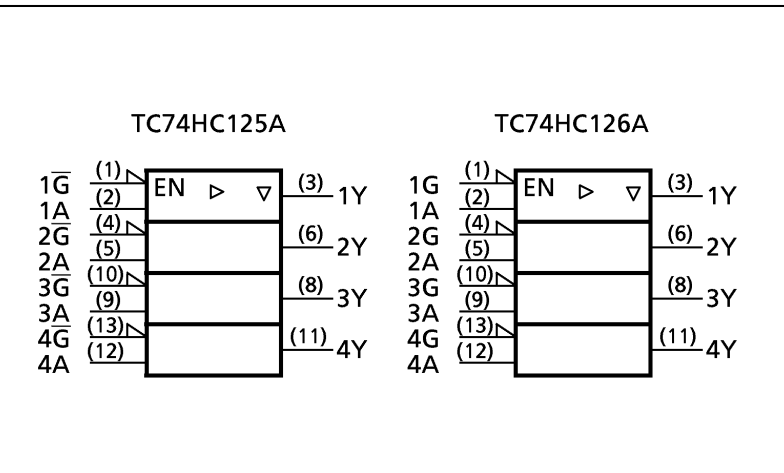 TC74HC125A
1G̅ (1) EN (3) 1Y
1A (2)
2G̅ (4) (6) 2Y
2A (5)
3G̅ (10) (8) 3Y
3A (9)
4G̅ (13) (11) 4Y
4A (12)
TC74HC126A
1G (1) EN (3) 1Y
1A (2)
2G (4) (6) 2Y
2A (5)
3G (10) (8) 3Y
3A (9)
4G (13) (11) 4Y
4A (12)